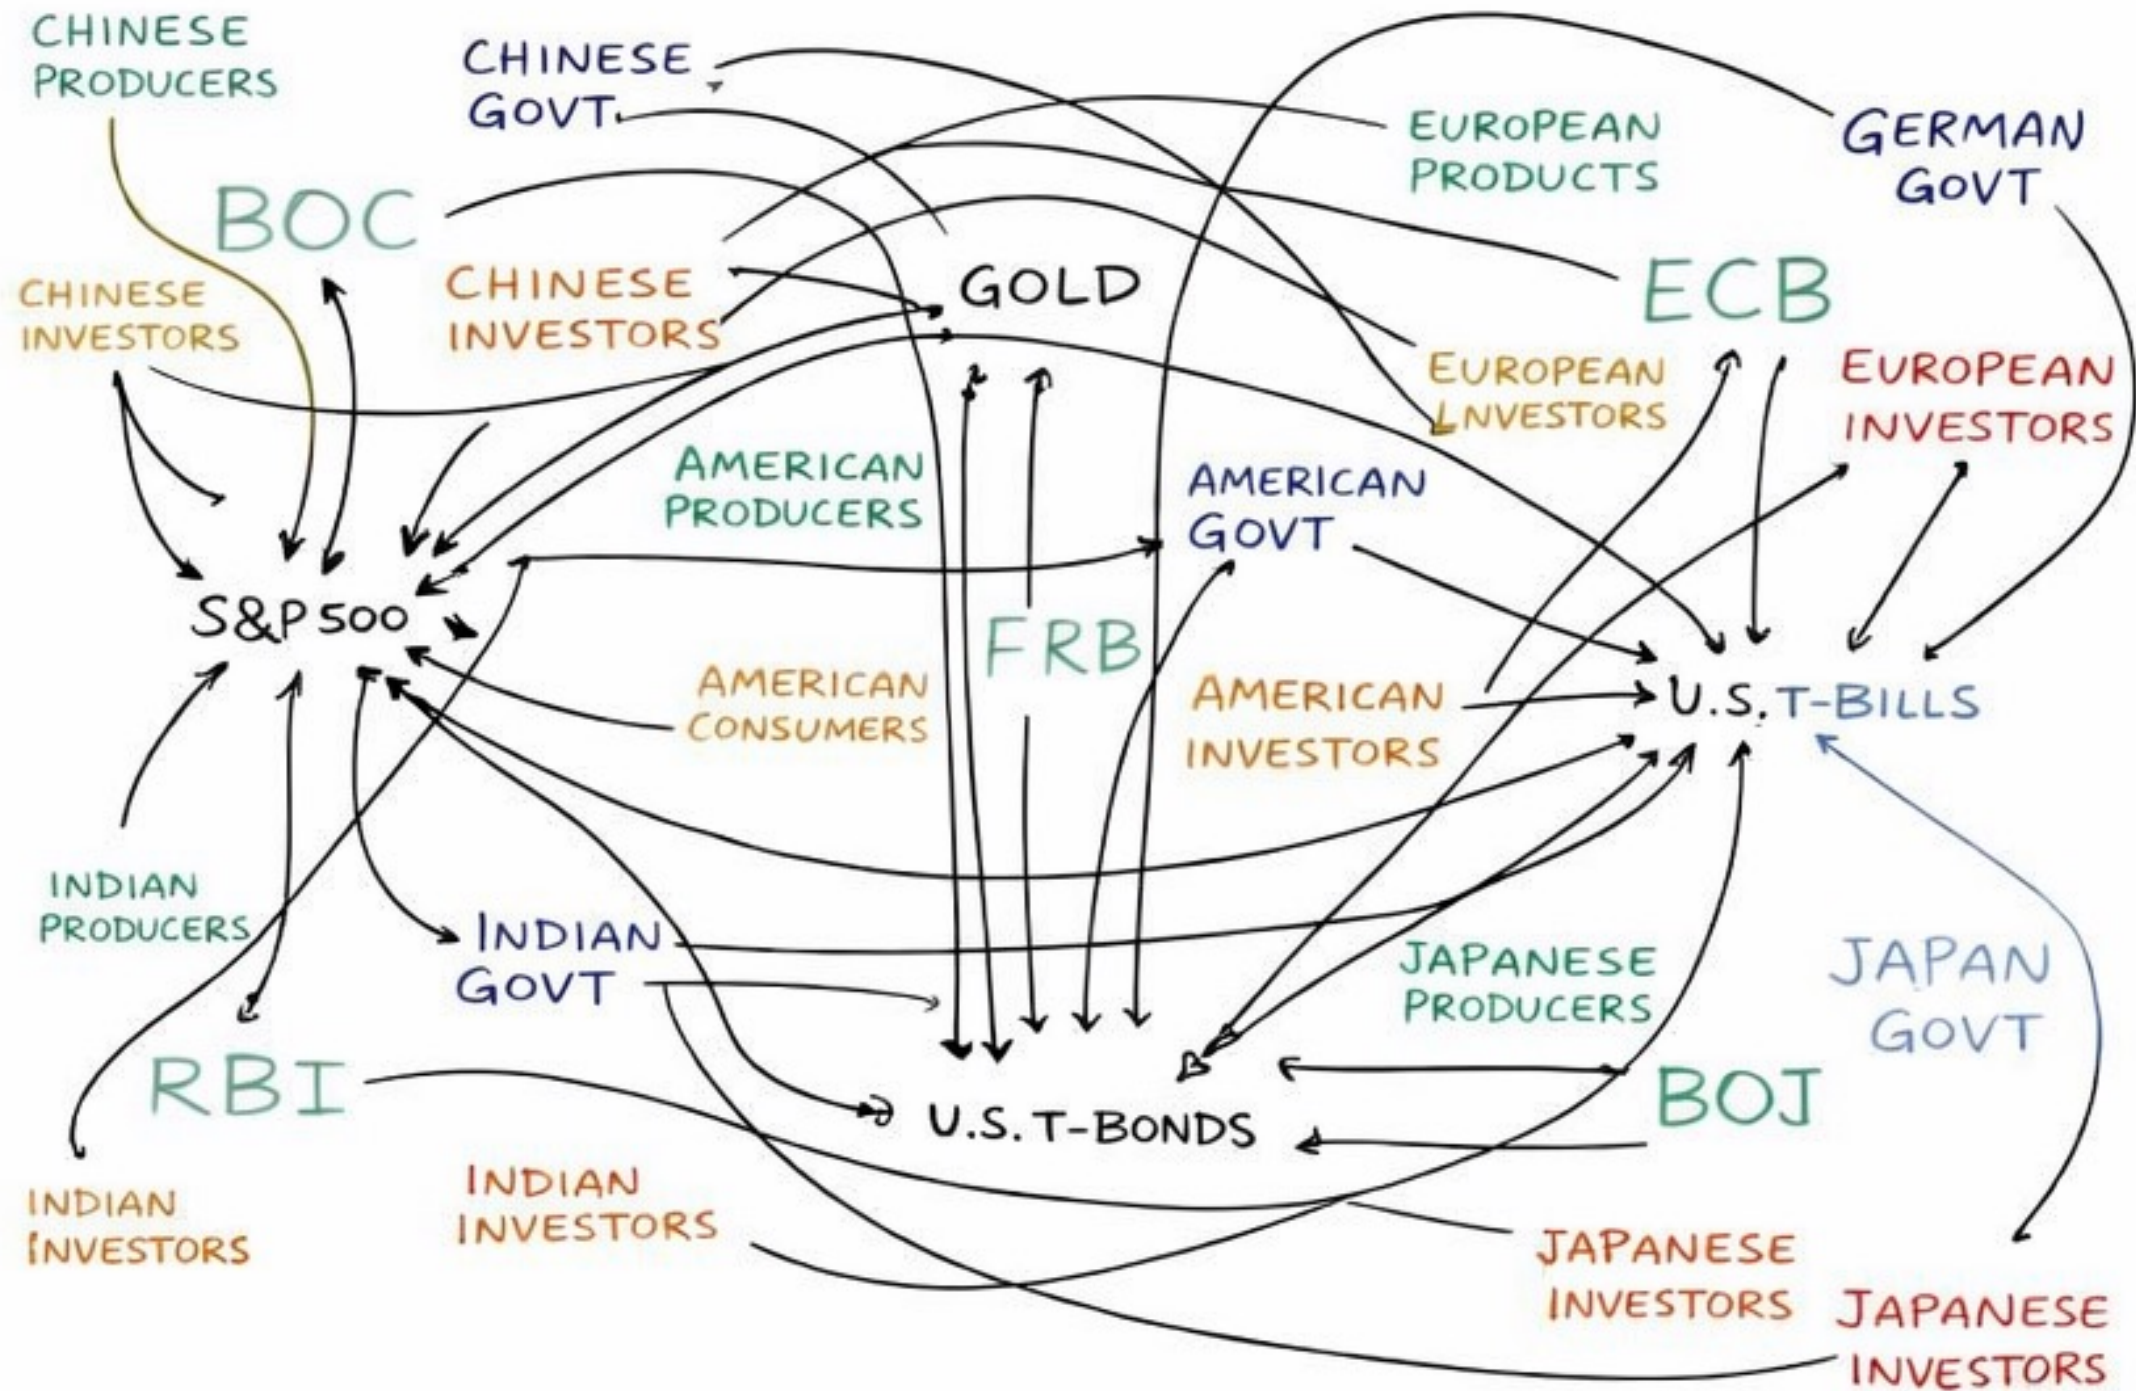 CHINESE
PRODUCERS
CHINESE
GOVT.
EUROPEAN
PRODUCTS
GERMAN
GOVT
BOC
CHINESE
INVESTORS
CHINESE
INVESTORS
GOLD
ECB
EUROPEAN
LNVESTORS
EUROPEAN
INVESTORS
AMERICAN
PRODUCERS
AMERICAN
GOVT
S&P 500
FRB
AMERICAN
CONSUMERS
AMERICAN
INVESTORS
U.S. T-BILLS
INDIAN
PRODUCERS
INDIAN
GOVT
JAPANESE
PRODUCERS
JAPAN
GOVT
RBI
U.S. T-BONDS
BOJ
INDIAN
INVESTORS
INDIAN
INVESTORS
JAPANESE
INVESTORS
JAPANESE
INVESTORS